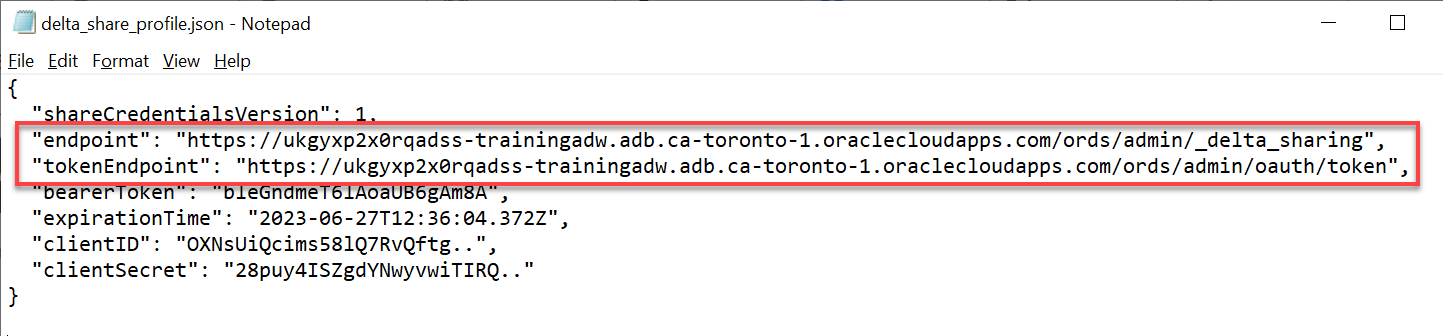 delta_share_profile.json - Notepad
File Edit Format View Help
{
"shareCredentialsVersion": 1,
"endpoint": "https://ukgyxp2x0rqadss-trainingadw.adb.ca-toronto-1.oraclecloudapps.com/ords/admin/_delta_sharing",
"tokenEndpoint": "https://ukgyxp2x0rqadss-trainingadw.adb.ca-toronto-1.oraclecloudapps.com/ords/admin/oauth/token",
"bearerToken":
"expirationTime": "2023-06-27T12:36:04.372Z",
"clientID": "OXNsUiQcims58lQ7RvQftg..",
"clientSecret": "28puy4ISZgdYNwyvwiTIRQ.."
}